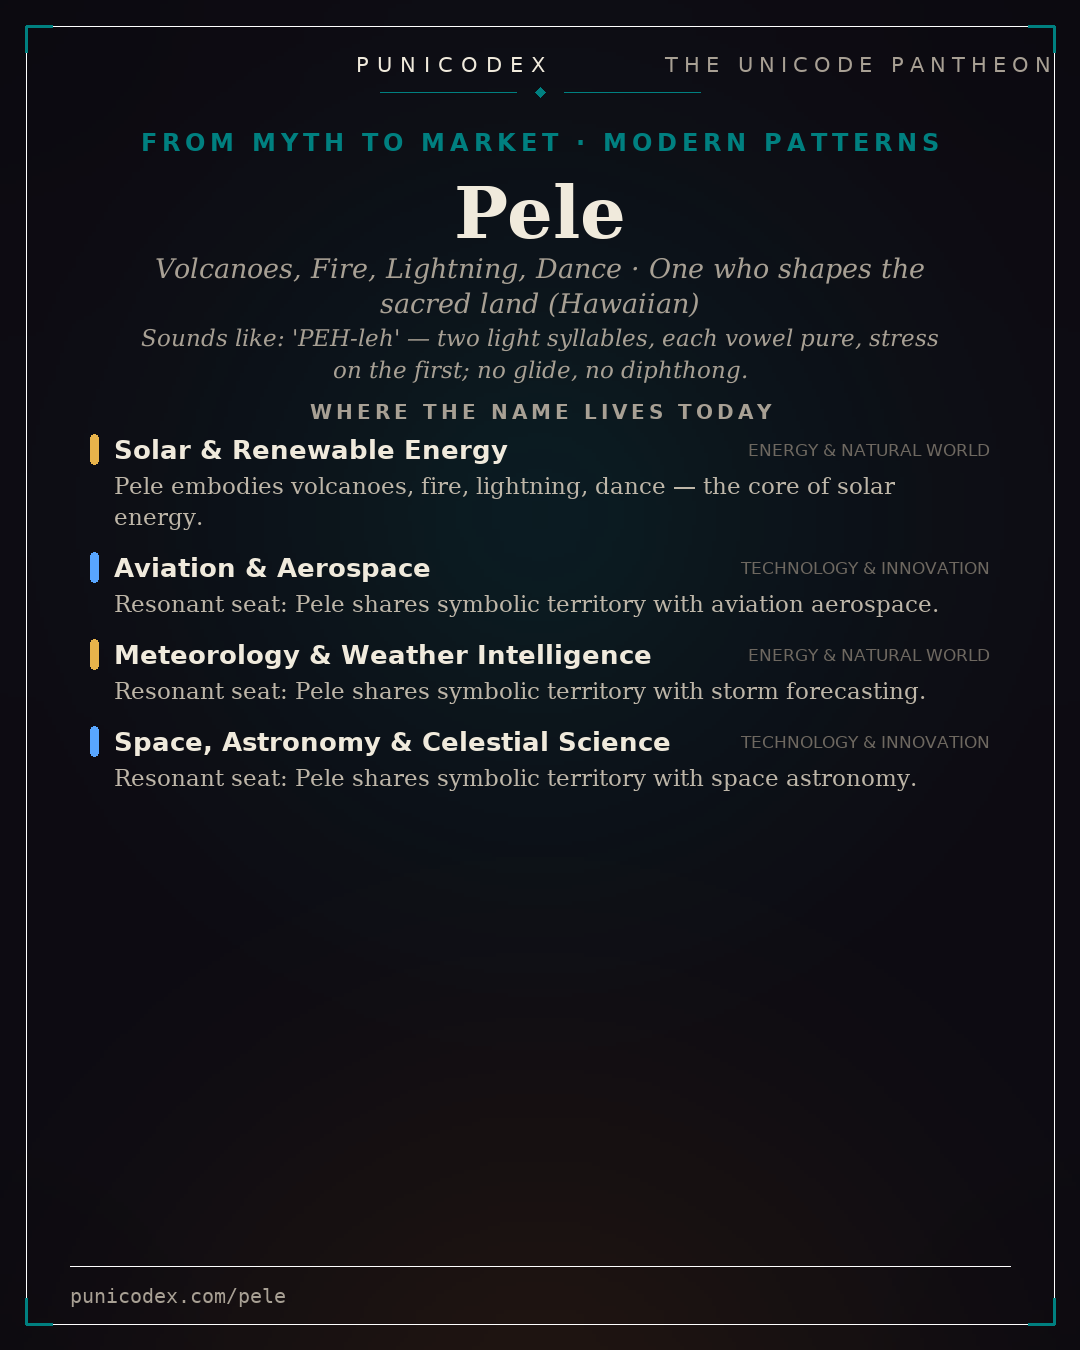 PUNICODEX THE UNICODE PANTHEON
FROM MYTH TO MARKET · MODERN PATTERNS
Pele
Volcanoes, Fire, Lightning, Dance · One who shapes the
sacred land (Hawaiian)
Sounds like: 'PEH-leh' — two light syllables, each vowel pure, stress
on the first; no glide, no diphthong.
WHERE THE NAME LIVES TODAY
Solar & Renewable Energy ENERGY & NATURAL WORLD
Pele embodies volcanoes, fire, lightning, dance — the core of solar
energy.
Aviation & Aerospace TECHNOLOGY & INNOVATION
Resonant seat: Pele shares symbolic territory with aviation aerospace.
Meteorology & Weather Intelligence ENERGY & NATURAL WORLD
Resonant seat: Pele shares symbolic territory with storm forecasting.
Space, Astronomy & Celestial Science TECHNOLOGY & INNOVATION
Resonant seat: Pele shares symbolic territory with space astronomy.
punicodex.com/pele